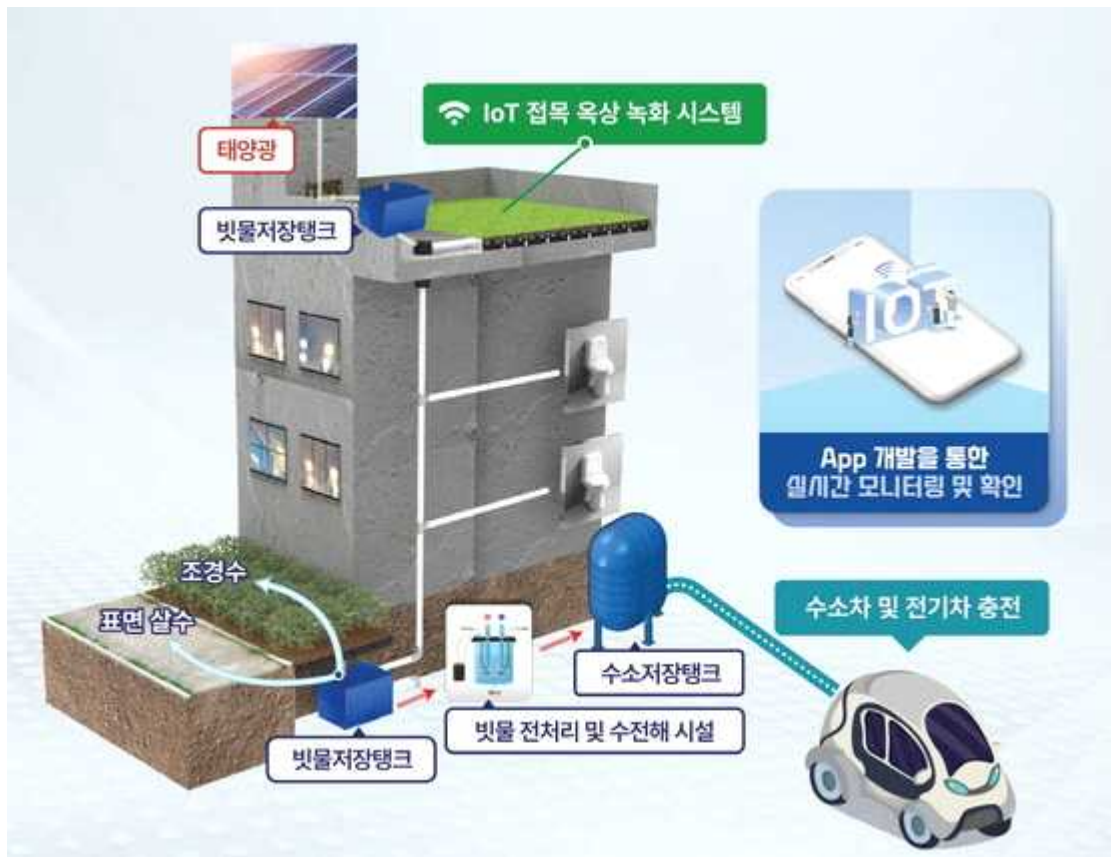 IoT 접목 옥상 녹화 시스템
태양광
빗물저장탱크
IOT
App 개발을 통한
실시간 모니터링 및 확인
조경수
표면 살수
수소차 및 전기차 충전
수소저장탱크
빗물 전처리 및 수전해 시설
빗물저장탱크